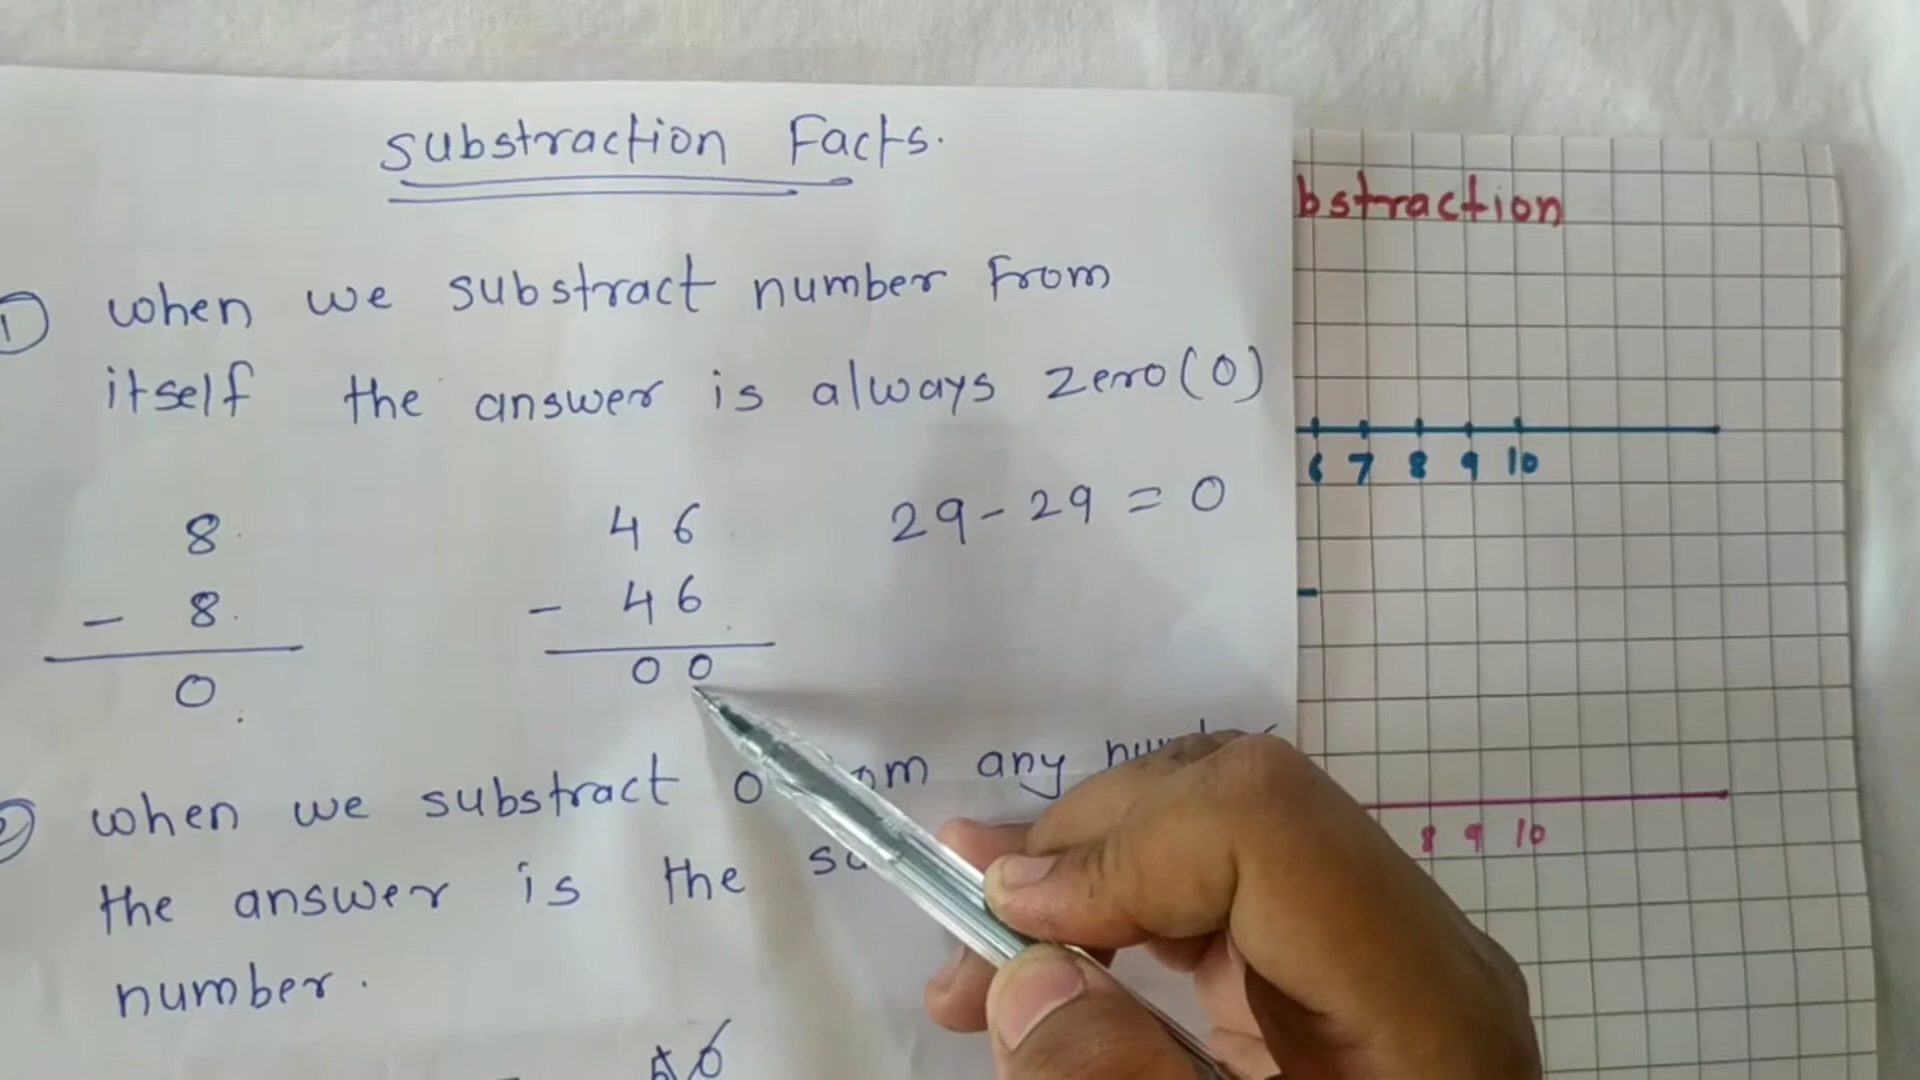 substraction Facts.
bstraction
① when we substract number from
itself the answer is always zero(0)
6 7 8 9 10
8 46 29-29=0
- 8 - 46
0 00
② when we substract 0 any
8 9 10
the answer is the
number.